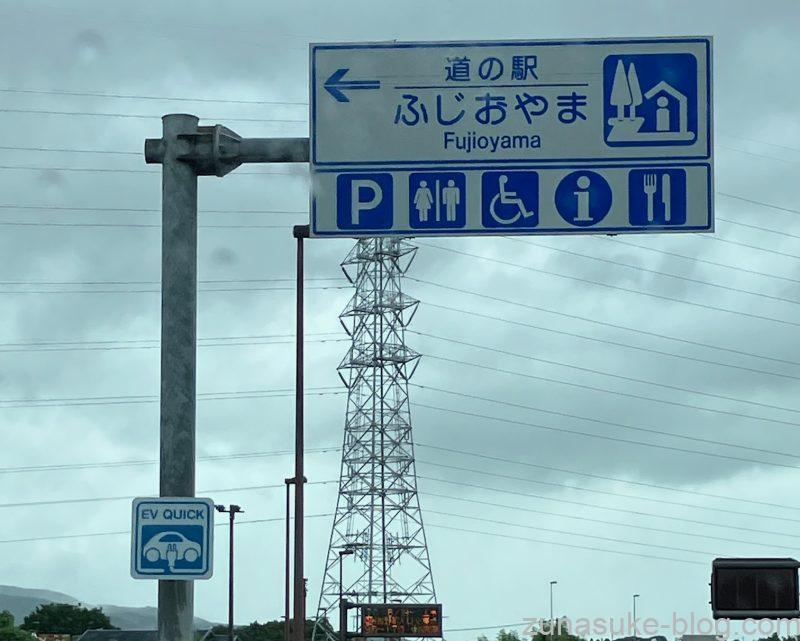 道の駅
ふじおやま
Fujioyama
P
i
EV QUICK
zunasuke-blog.com